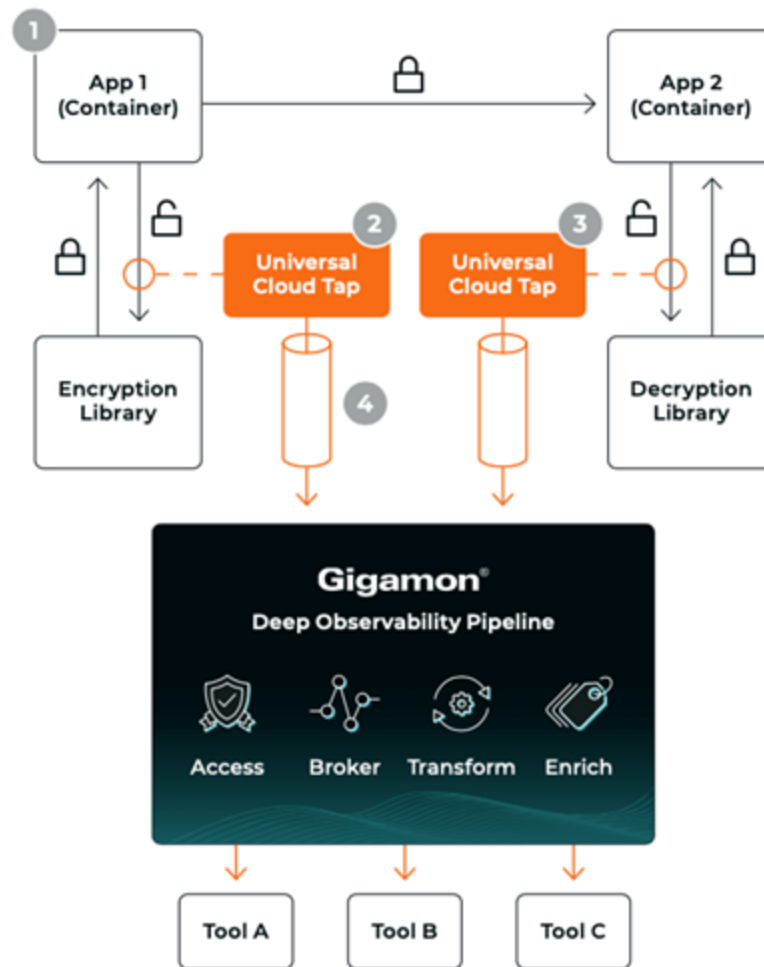 1
App 1
(Container)
App 2
(Container)
2
Universal
Cloud Tap
3
Universal
Cloud Tap
Encryption
Library
4
Decryption
Library
Gigamon®
Deep Observability Pipeline
Access
Broker
Transform
Enrich
Tool A
Tool B
Tool C